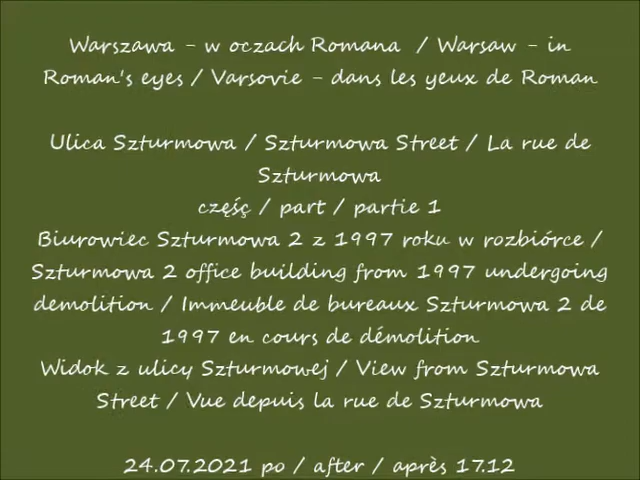 Warszawa - w oczach Romana / Warsaw - in
Roman's eyes / Varsovie - dans les yeux de Roman
Ulica Szturmowa / Szturmowa Street / La rue de
Szturmowa
częśç / part / partie 1
Biurowiec Szturmowa 2 z 1997 roku w rozbiórce /
Szturmowa 2 office building from 1997 undergoing
demolition / Immeuble de bureaux Szturmowa 2 de
1997 en cours de démolition
Widok z ulicy Szturmowej / View from Szturmowa
Street / Vue depuis la rue de Szturmowa
24.07.2021 po / after / après 17.12